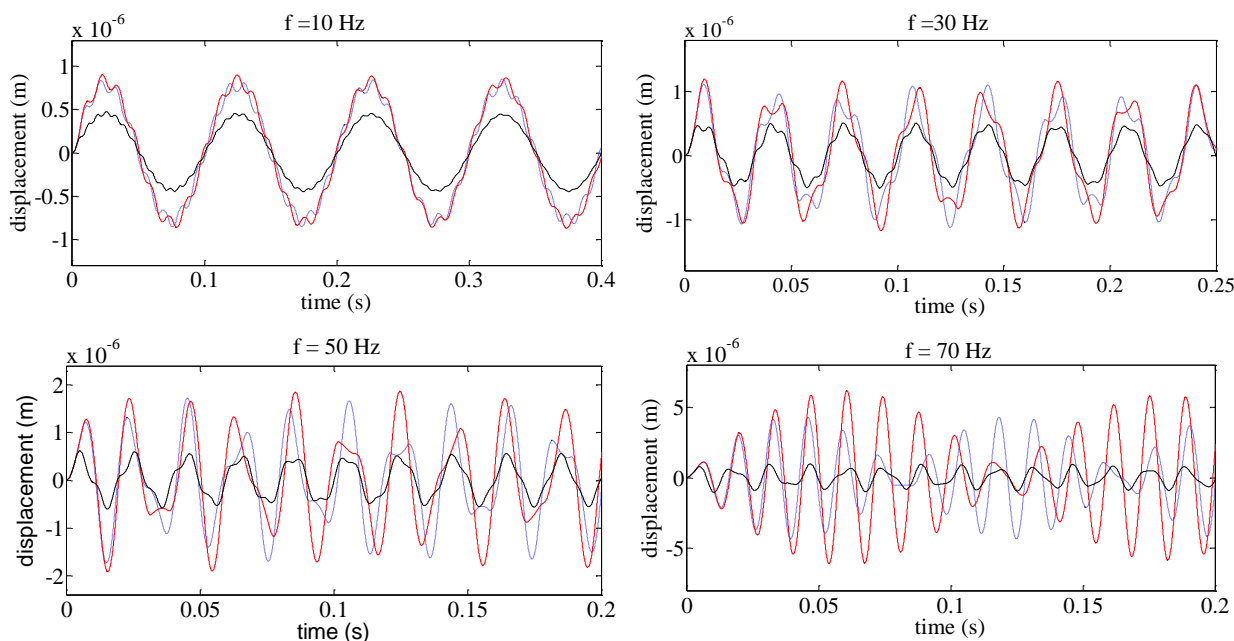 f =10 Hz
x 10^-6
1
0.5
0
-0.5
-1
displacement (m)
0 0.1 0.2 0.3 0.4
time (s)
f =30 Hz
x 10^-6
1
0
-1
displacement (m)
0 0.05 0.1 0.15 0.2 0.25
time (s)
f = 50 Hz
x 10^-6
2
1
0
-1
-2
displacement (m)
0 0.05 0.1 0.15 0.2
time (s)
f = 70 Hz
x 10^-6
5
0
-5
displacement (m)
0 0.05 0.1 0.15 0.2
time (s)